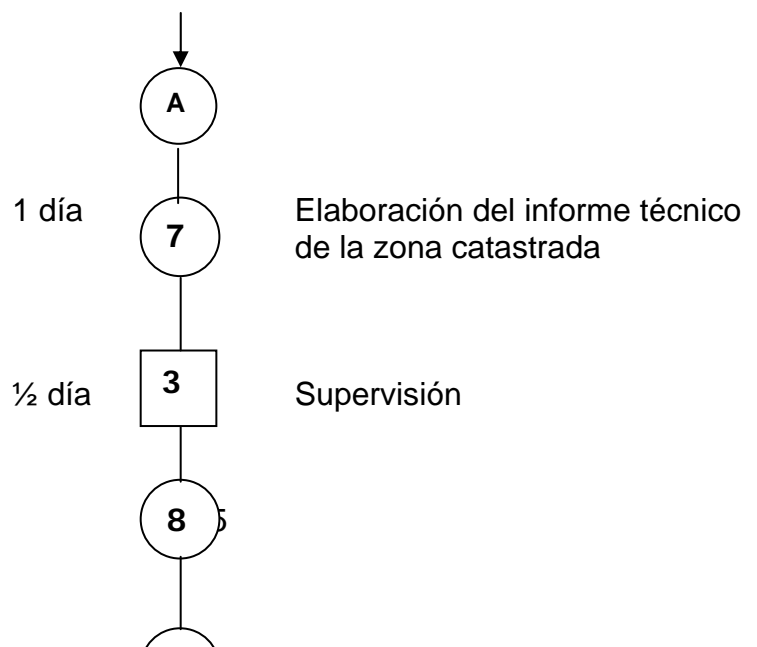 A
1 día
7
Elaboración del informe técnico
de la zona catastrada
½ día
3
Supervisión
8